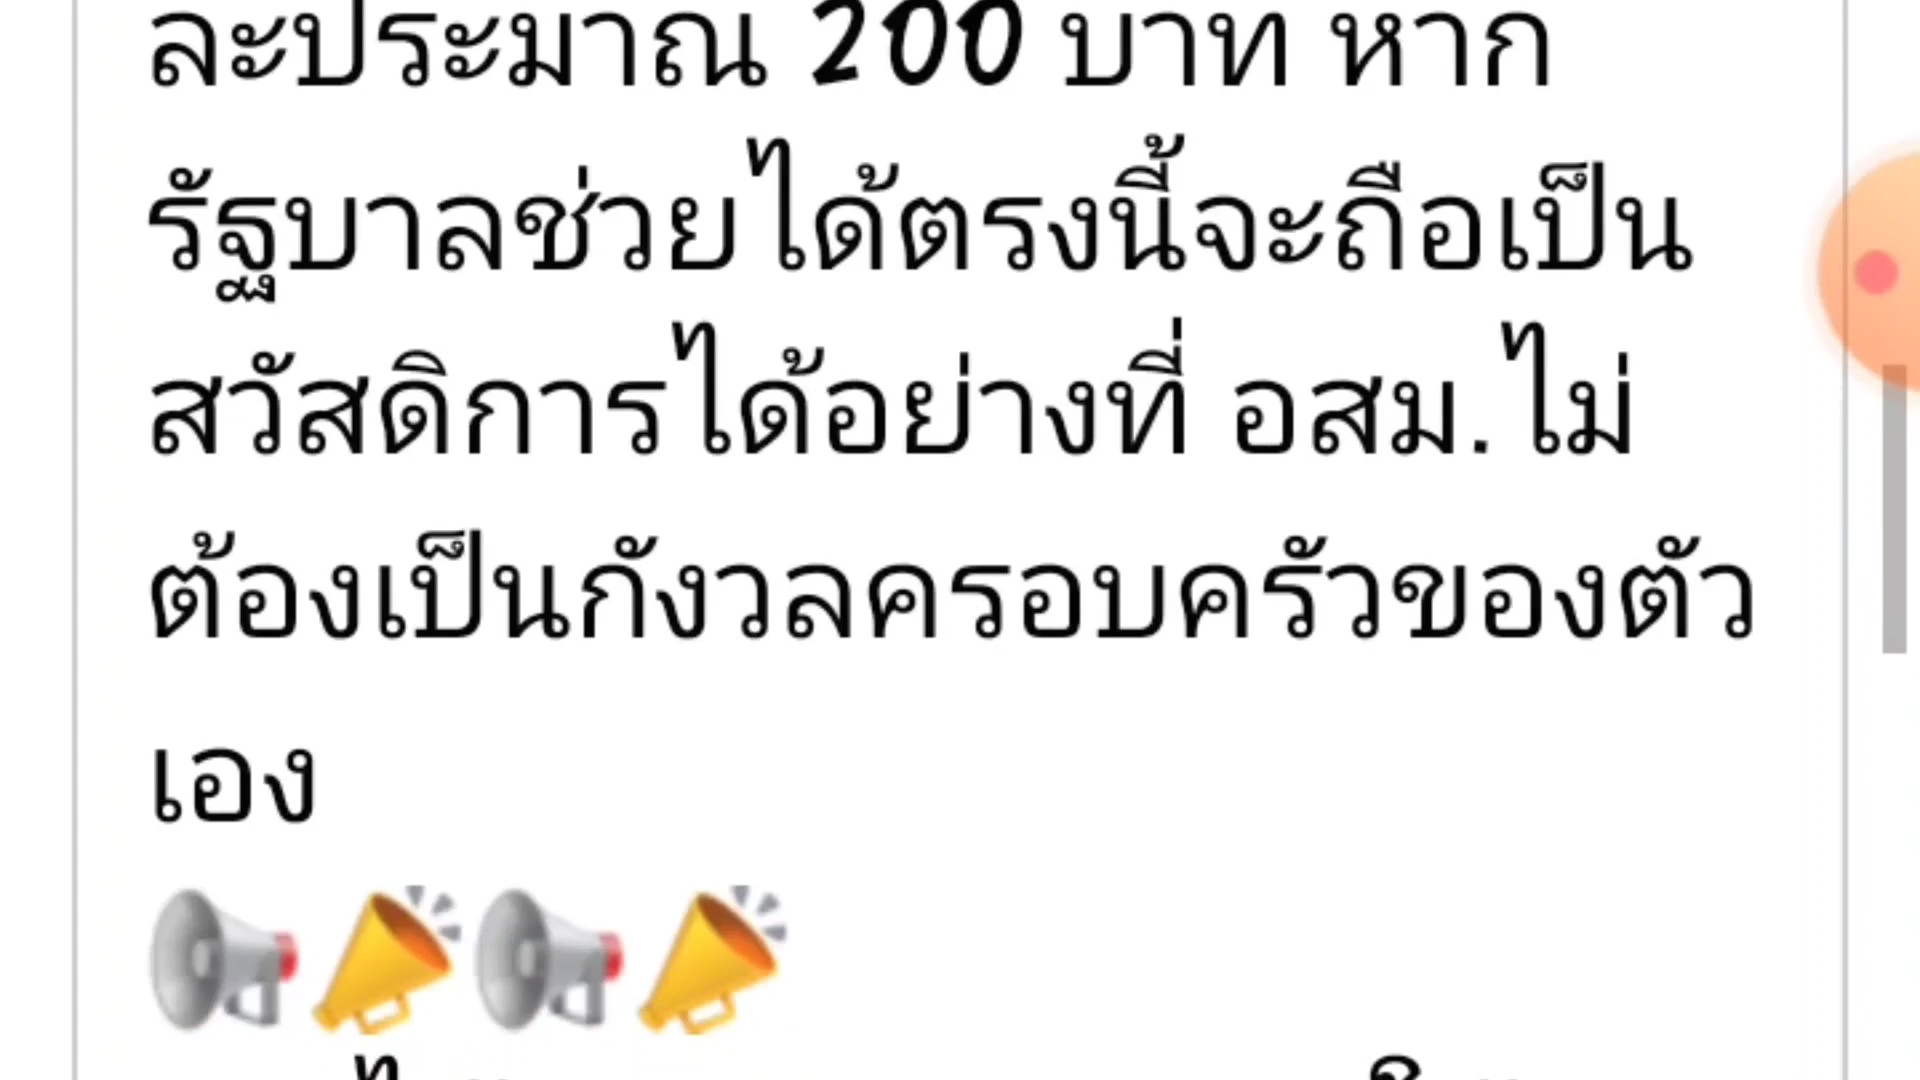 ละประมาณ 200 บาท หาก
รัฐบาลช่วยได้ตรงนี้จะถือเป็น
สวัสดิการได้อย่างที่ อสม.ไม่
ต้องเป็นกังวลครอบครัวของตัว
เอง